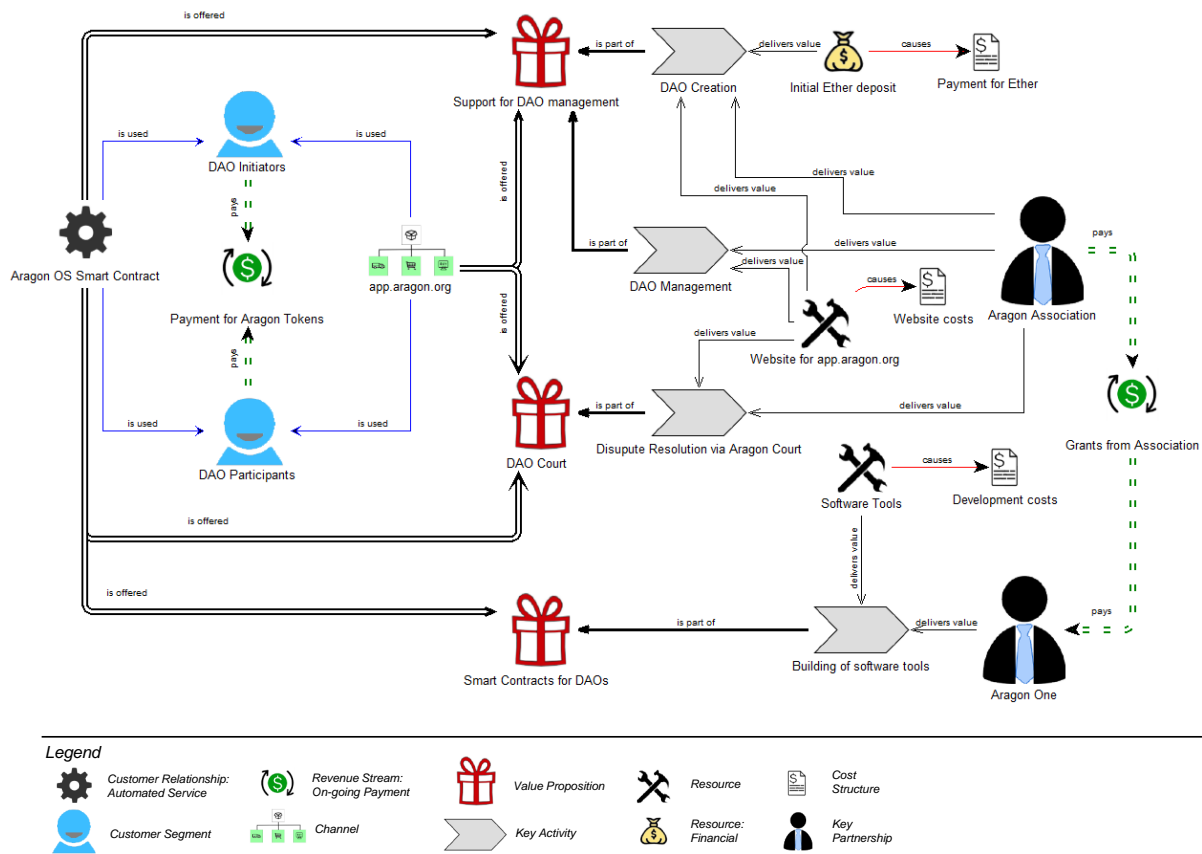 is offered
is part of
delivers value
causes
DAO Creation
Initial Ether deposit
Payment for Ether
Support for DAO management
is used
is used
DAO Initiators
is offered
delivers value
delivers value
pays
Aragon OS Smart Contract
app.aragon.org
is part of
delivers value
pays
DAO Management
delivers value
causes
Payment for Aragon Tokens
is offered
Website costs
Aragon Association
delivers value
Website for app.aragon.org
pays
is part of
delivers value
is used
is used
DAO Participants
DAO Court
Disupute Resolution via Aragon Court
Grants from Association
causes
Software Tools
Development costs
is offered
delivers value
is offered
is part of
delivers value
pays
Smart Contracts for DAOs
Building of software tools
Aragon One
Legend
Customer Relationship:
Automated Service
Revenue Stream:
On-going Payment
Value Proposition
Resource
Cost
Structure
Customer Segment
Channel
Key Activity
Resource:
Financial
Key
Partnership